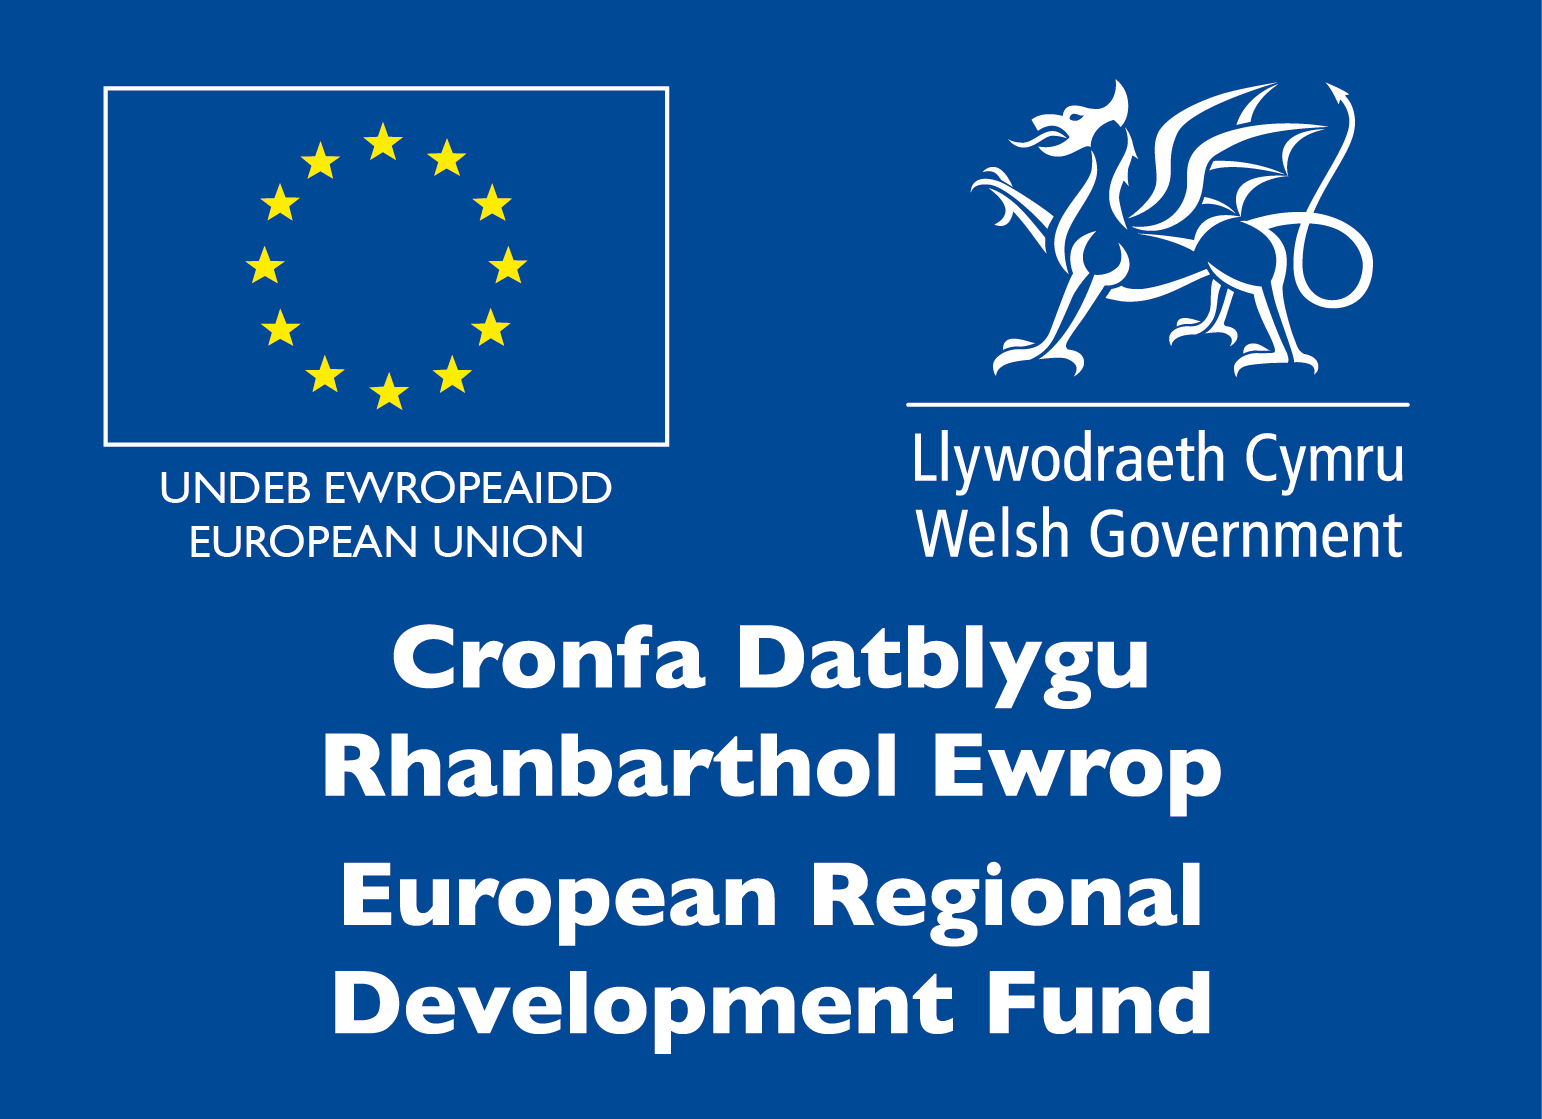 UNDEB EWROPEAIDD
EUROPEAN UNION
Llywodraeth Cymru
Welsh Government
Cronfa Datblygu
Rhanbarthol Ewrop
European Regional
Development Fund